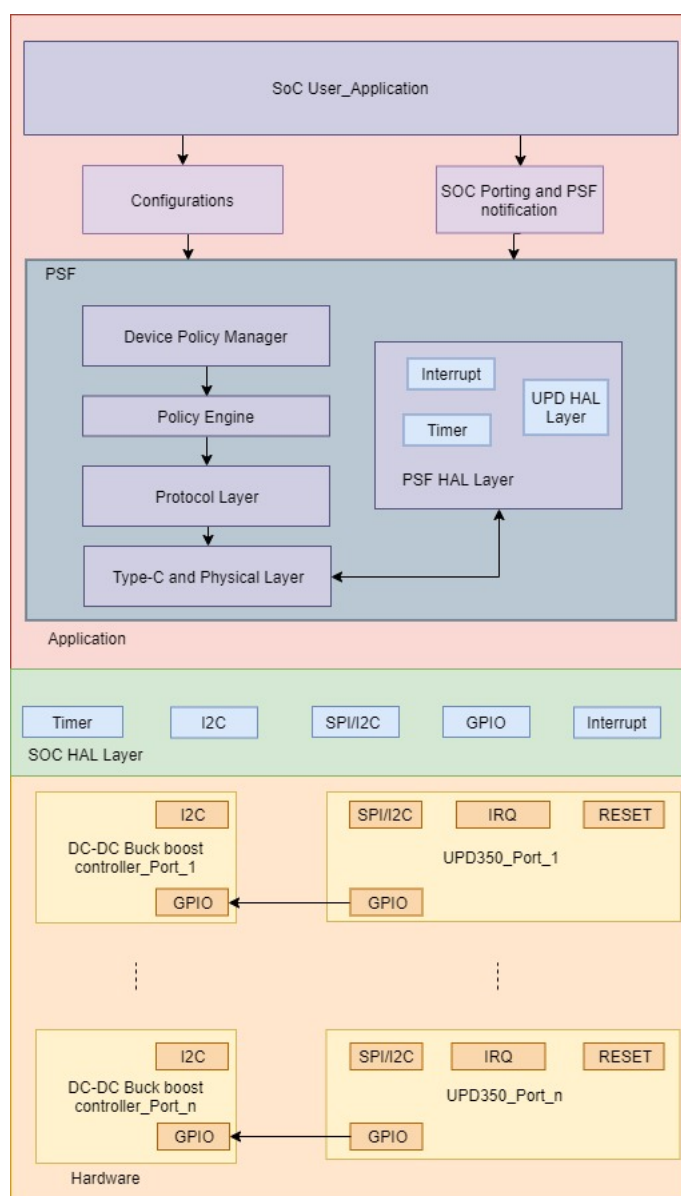 SoC User_Application
Configurations
SOC Porting and PSF
notification
PSF
Device Policy Manager
Policy Engine
Protocol Layer
Type-C and Physical Layer
Interrupt
UPD HAL
Layer
Timer
PSF HAL Layer
Application
Timer
I2C
SPI/I2C
GPIO
Interrupt
SOC HAL Layer
I2C
DC-DC Buck boost
controller_Port_1
GPIO
SPI/I2C
IRQ
RESET
UPD350_Port_1
GPIO
I2C
DC-DC Buck boost
controller_Port_n
GPIO
SPI/I2C
IRQ
RESET
UPD350_Port_n
GPIO
Hardware